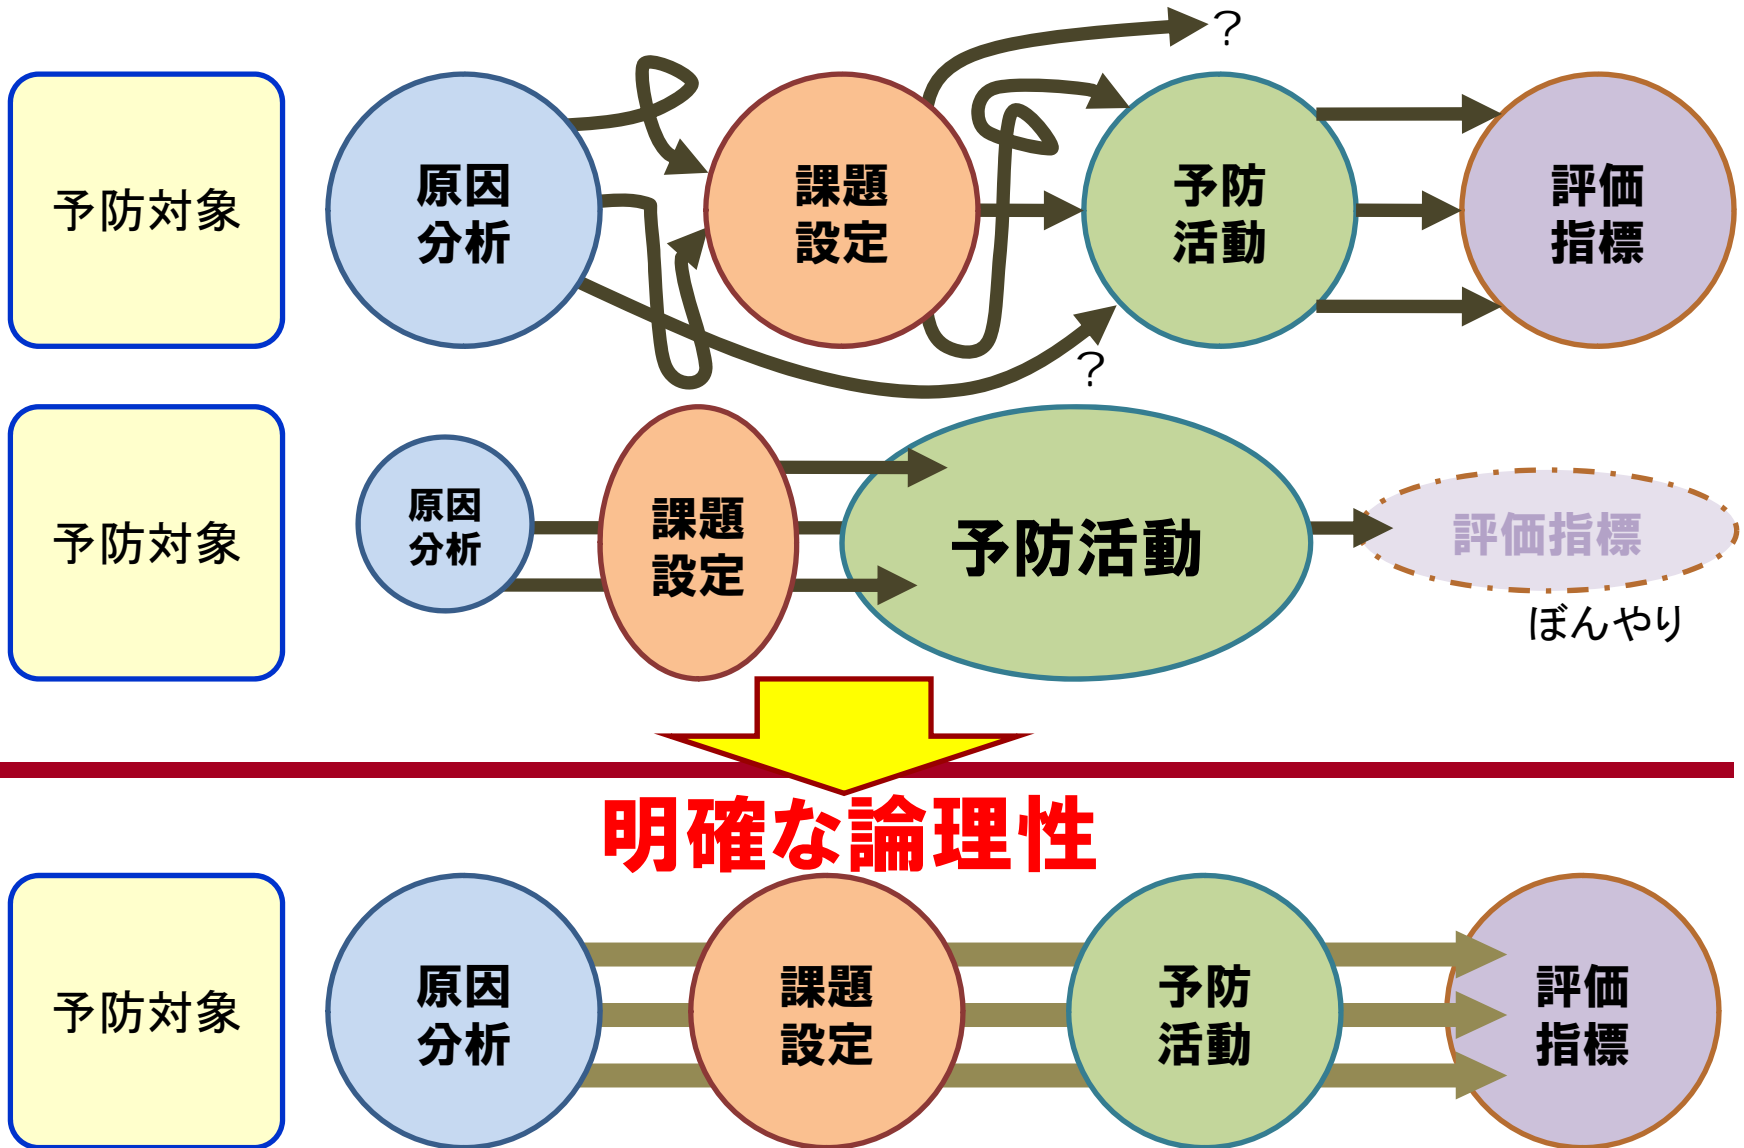 ?
予防対象
原因
分析
課題
設定
予防
活動
評価
指標
?
予防対象
原因
分析
課題
設定
予防活動
評価指標
ぼんやり
明確な論理性
予防対象
原因
分析
課題
設定
予防
活動
評価
指標